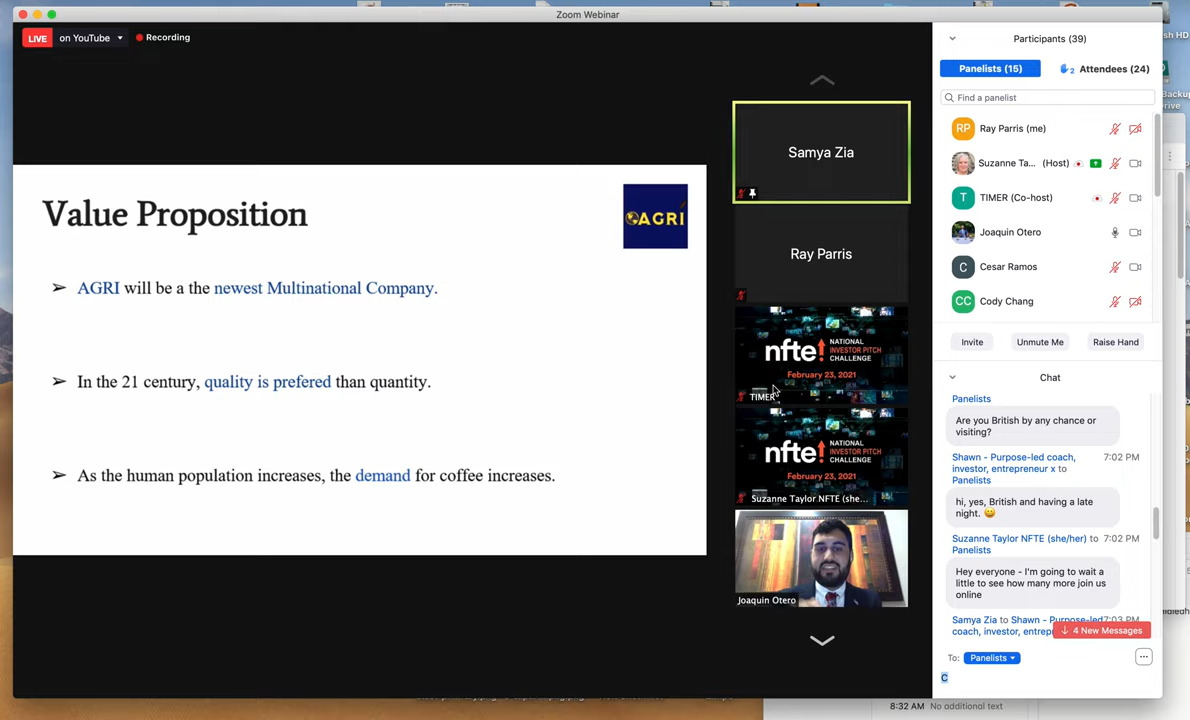 Zoom Webinar
LIVE on YouTube
Recording
Value Proposition
AGRI
➢ AGRI will be a the newest Multinational Company.
➢ In the 21 century, quality is prefered than quantity.
➢ As the human population increases, the demand for coffee increases.
Samya Zia
Ray Parris
nfte!
NATIONAL
INVESTOR PITCH
CHALLENGE
February 23, 2021
TIMER
nfte!
NATIONAL
INVESTOR PITCH
CHALLENGE
February 23, 2021
Suzanne Taylor NFTE (she...
Joaquin Otero
Participants (39)
Panelists (15)
2 Attendees (24)
Find a panelist
RP Ray Parris (me)
Suzanne Ta... (Host)
T TIMER (Co-host)
Joaquin Otero
C Cesar Ramos
CC Cody Chang
Invite
Unmute Me
Raise Hand
Chat
Panelists
Are you British by any chance or
visiting?
Shawn - Purpose-led coach, 7:02 PM
investor, entrepreneur x to
Panelists
hi, yes, British and having a late
night. 😀
Suzanne Taylor NFTE (she/her) to 7:02 PM
Panelists
Hey everyone - I'm going to wait a
little to see how many more join us
online
Samya Zia to Shawn - Purpose-led 7:03 PM
coach, investor, entrepr
4 New Messages
To: Panelists
C
8:32 AM No additional text